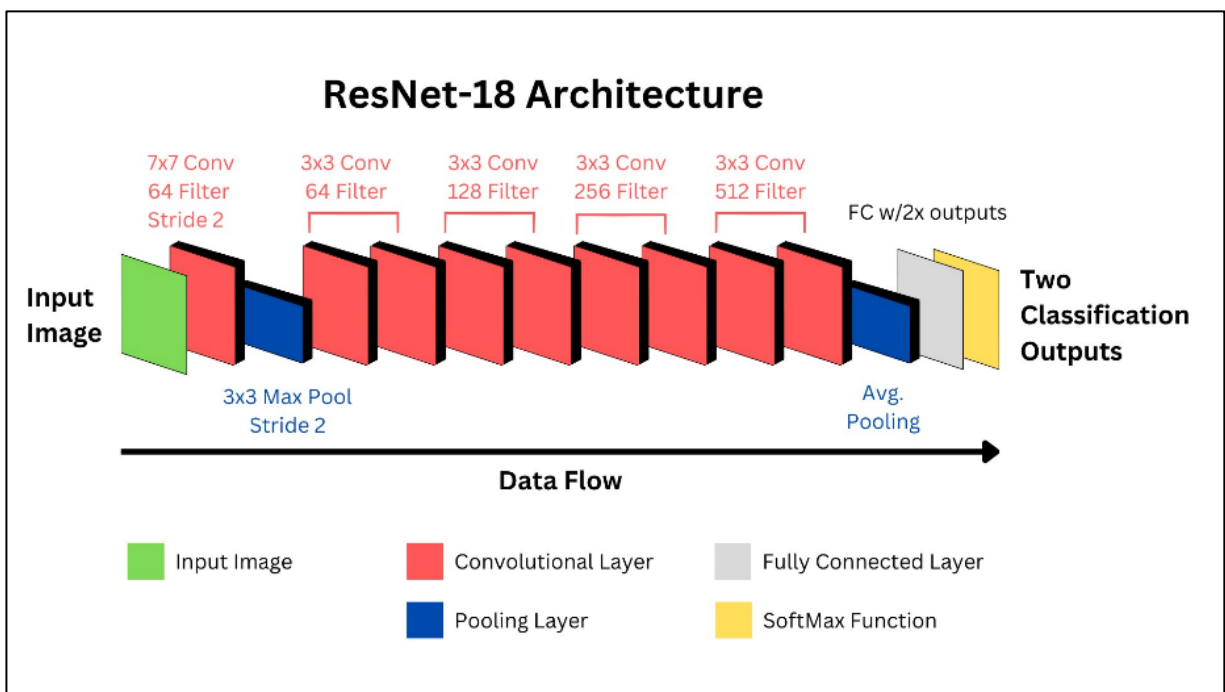 ResNet-18 Architecture
7x7 Conv
64 Filter
Stride 2
3x3 Conv
64 Filter
3x3 Conv
128 Filter
3x3 Conv
256 Filter
3x3 Conv
512 Filter
FC w/2x outputs
Input
Image
Two
Classification
Outputs
3x3 Max Pool
Stride 2
Avg.
Pooling
Data Flow
Input Image
Convolutional Layer
Fully Connected Layer
Pooling Layer
SoftMax Function